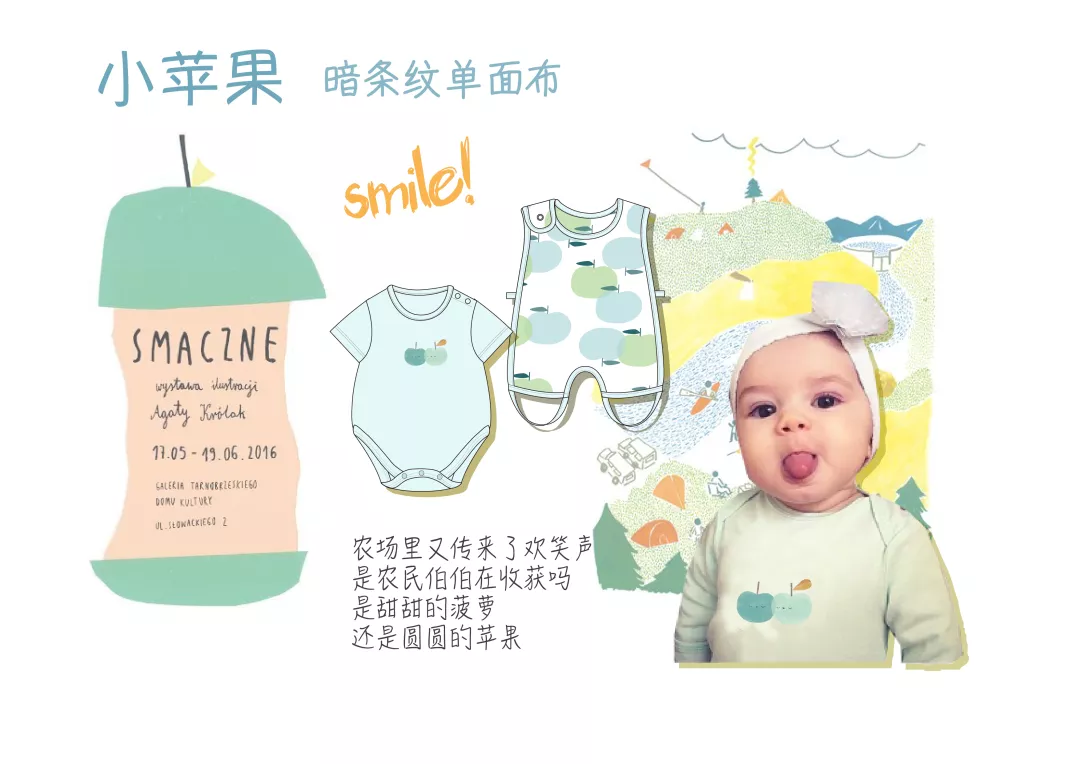 小苹果 暗条纹单面布
smile!
SMACZNE
wystawa ilustracji
Agaty Królak
17.05 - 19.06.2016
GALERIA TARNOBRZESKIEGO
DOMU KULTURY
UL. SŁOWACKIEGO 2
农场里又传来了欢笑声
是农民伯伯在收获吗
是甜甜的菠萝
还是圆圆的苹果